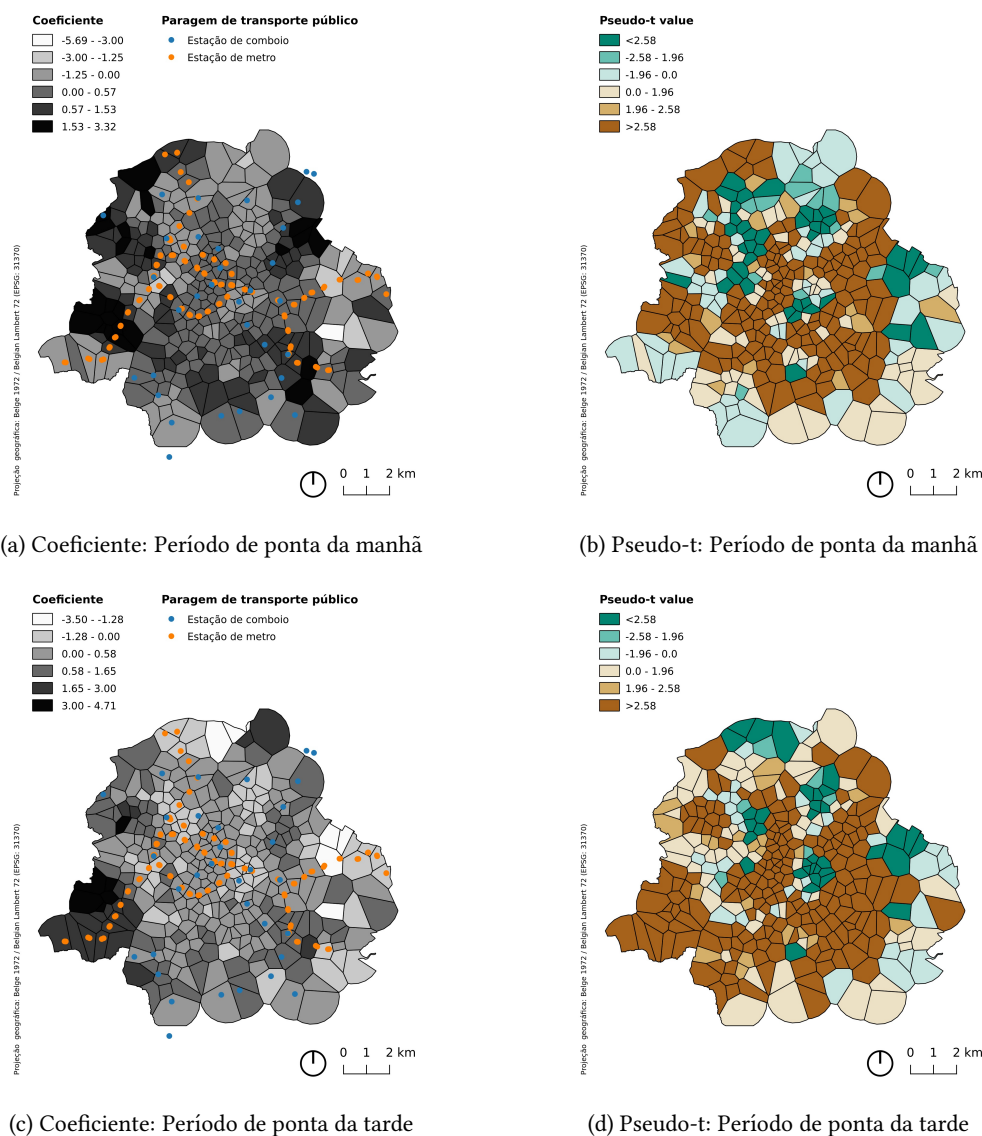 Coeficiente
-5.69 - -3.00
-3.00 - -1.25
-1.25 - 0.00
0.00 - 0.57
0.57 - 1.53
1.53 - 3.32
Paragem de transporte público
Estação de comboio
Estação de metro
Projeção geográfica: Belge 1972 / Belgian Lambert 72 (EPSG: 31370)
0 1 2 km
(a) Coeficiente: Período de ponta da manhã
Pseudo-t value
<2.58
-2.58 - 1.96
-1.96 - 0.0
0.0 - 1.96
1.96 - 2.58
>2.58
Projeção geográfica: Belge 1972 / Belgian Lambert 72 (EPSG: 31370)
0 1 2 km
(b) Pseudo-t: Período de ponta da manhã
Coeficiente
-3.50 - -1.28
-1.28 - 0.00
0.00 - 0.58
0.58 - 1.65
1.65 - 3.00
3.00 - 4.71
Paragem de transporte público
Estação de comboio
Estação de metro
Projeção geográfica: Belge 1972 / Belgian Lambert 72 (EPSG: 31370)
0 1 2 km
(c) Coeficiente: Período de ponta da tarde
Pseudo-t value
<2.58
-2.58 - 1.96
-1.96 - 0.0
0.0 - 1.96
1.96 - 2.58
>2.58
Projeção geográfica: Belge 1972 / Belgian Lambert 72 (EPSG: 31370)
0 1 2 km
(d) Pseudo-t: Período de ponta da tarde